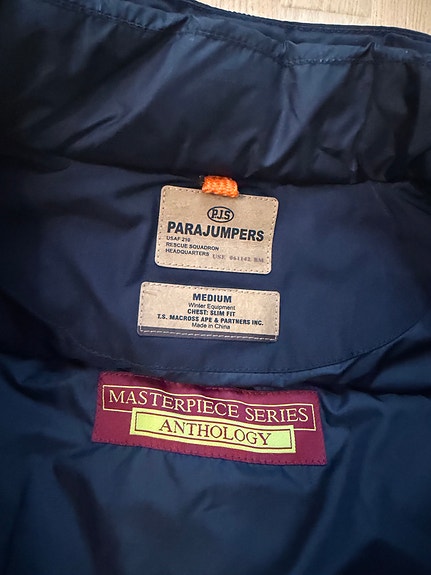 P.J.S
PARAJUMPERS
USAF 210
RESCUE SQUADRON
HEADQUARTERS
MEDIUM
Winter Equipment
CHEST: SLIM FIT
T.S. MACROSS APE & PARTNERS INC.
Made in China
MASTERPIECE SERIES
ANTHOLOGY